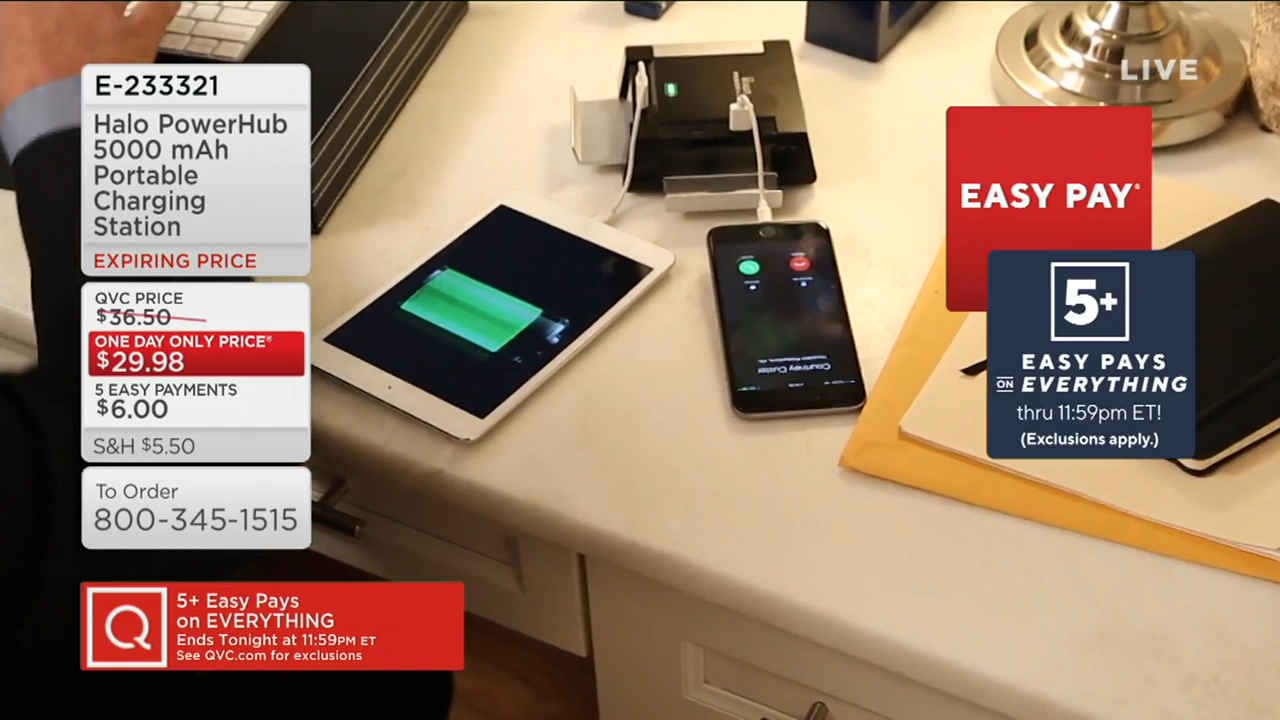 E-233321
Halo PowerHub
5000 mAh
Portable
Charging
Station
EXPIRING PRICE
QVC PRICE
$36.50
ONE DAY ONLY PRICE®
$29.98
5 EASY PAYMENTS
$6.00
S&H $5.50
To Order
800-345-1515
Q
5+ Easy Pays
on EVERYTHING
Ends Tonight at 11:59PM ET
See QVC.com for exclusions
LIVE
EASY PAY®
5+
EASY PAYS
ON EVERYTHING
thru 11:59pm ET!
(Exclusions apply.)
Courtney Custer